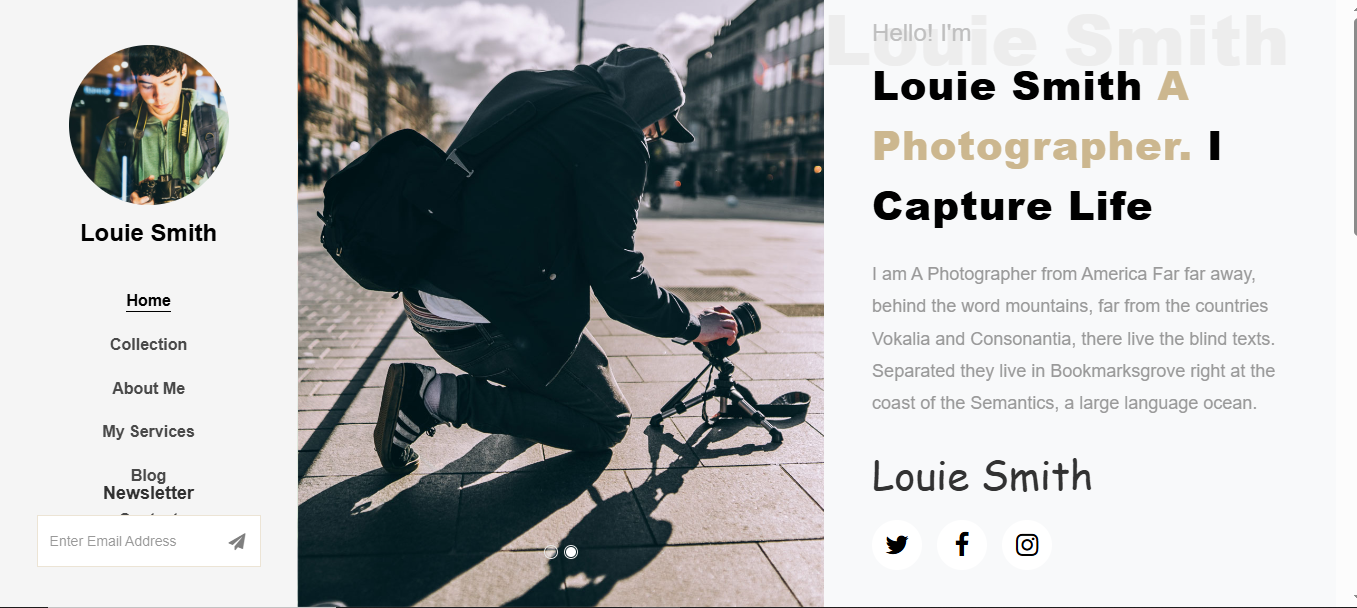 Louie Smith
Home
Collection
About Me
My Services
Blog
Newsletter
Enter Email Address
Louie Smith
Hello! I'm
Louie Smith A
Photographer. I
Capture Life
I am A Photographer from America Far far away,
behind the word mountains, far from the countries
Vokalia and Consonantia, there live the blind texts.
Separated they live in Bookmarksgrove right at the
coast of the Semantics, a large language ocean.
Louie Smith